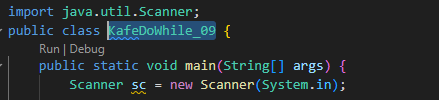 import java.util.Scanner;
public class KafeDoWhile_09 {
Run | Debug
public static void main(String[] args) {
Scanner sc = new Scanner(System.in);